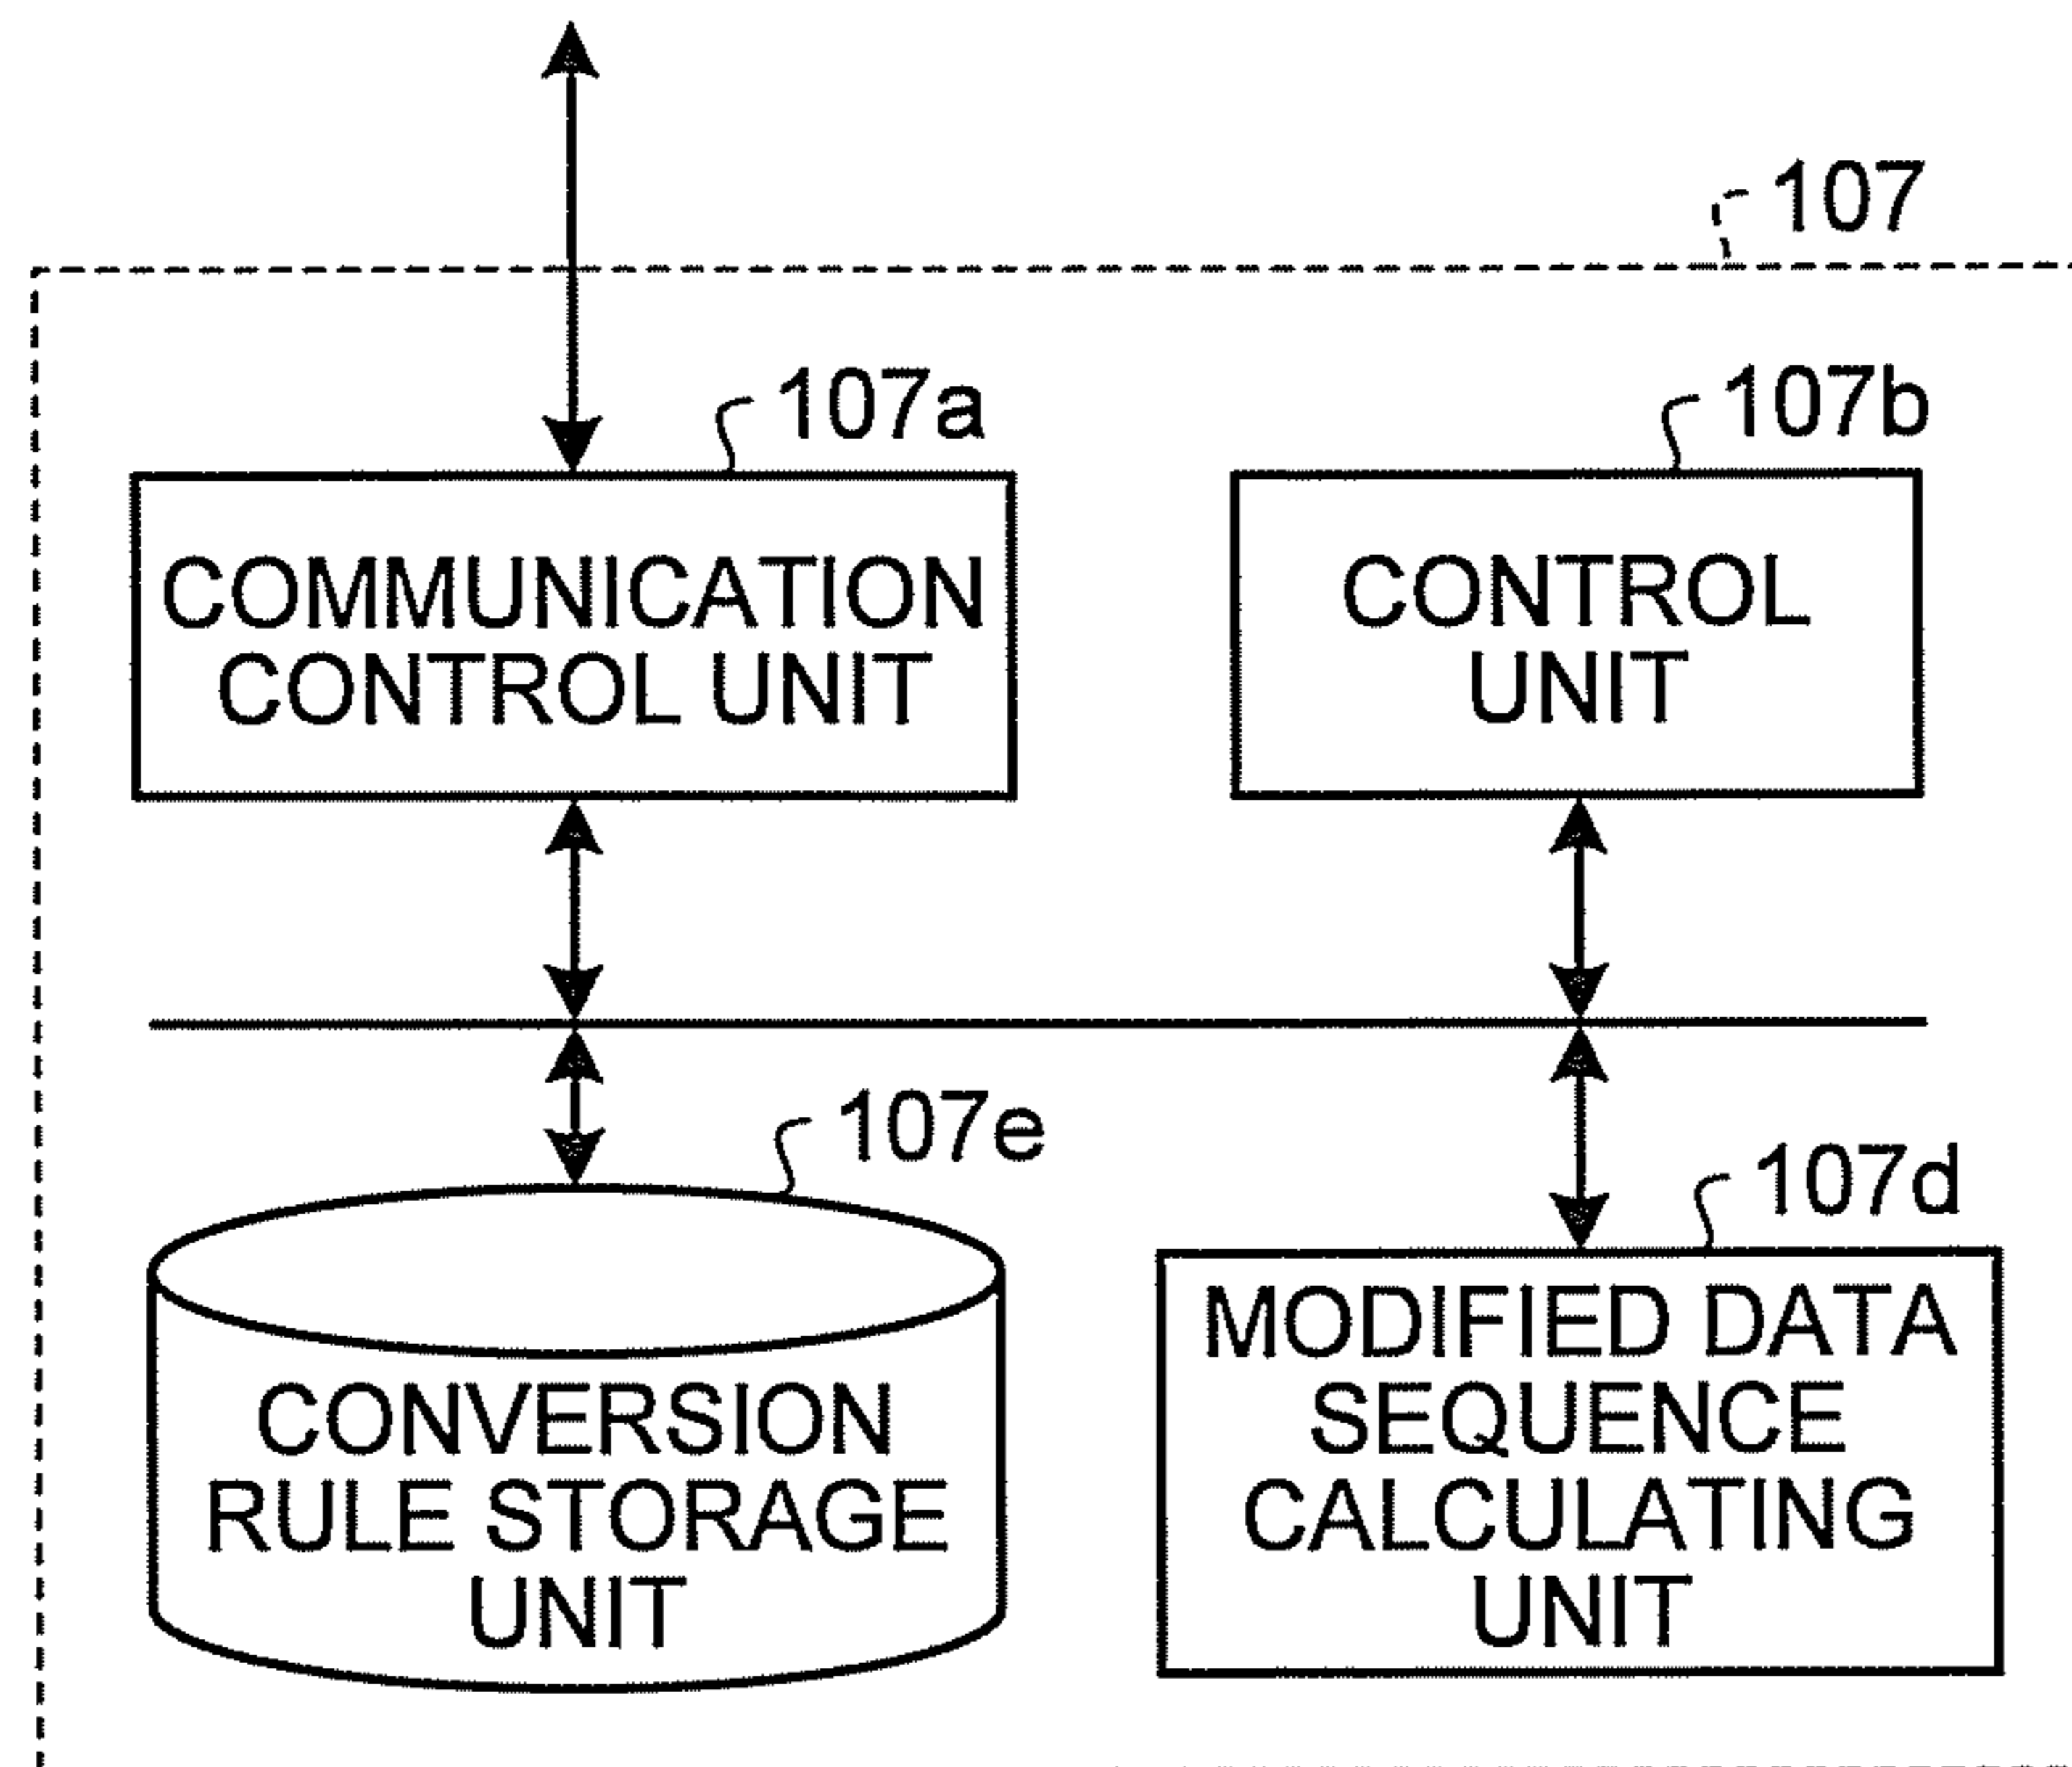 107
107a
COMMUNICATION
CONTROL UNIT
107b
CONTROL
UNIT
107e
CONVERSION
RULE STORAGE
UNIT
107d
MODIFIED DATA
SEQUENCE
CALCULATING
UNIT